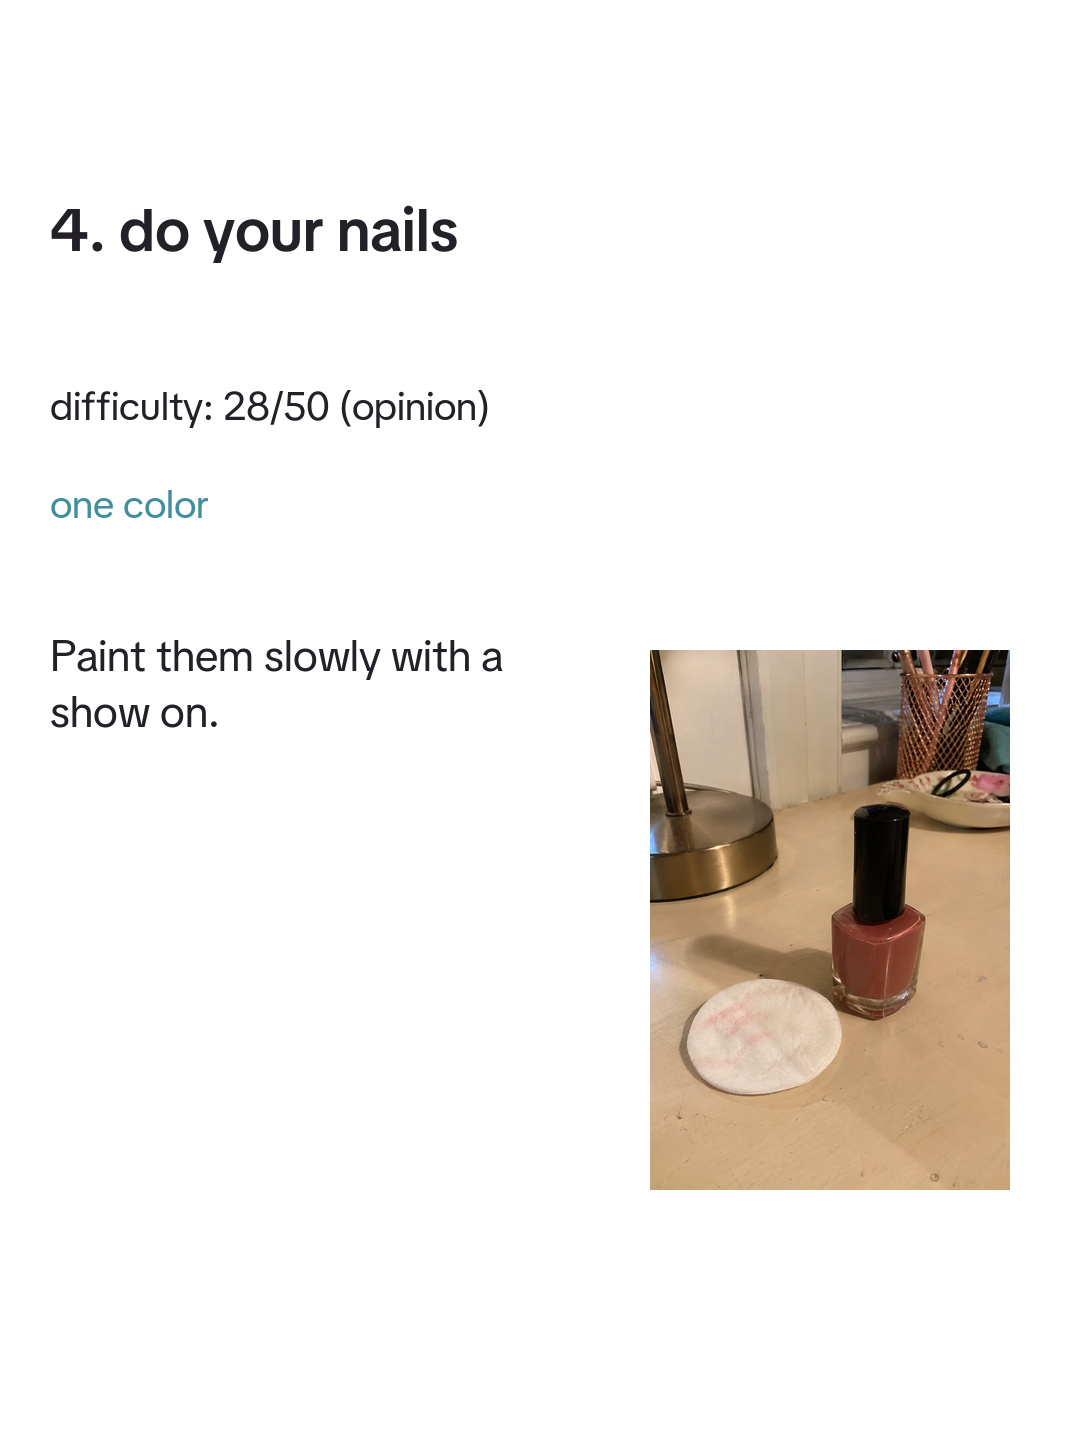 4. do your nails
difficulty: 28/50 (opinion)
one color
Paint them slowly with a
show on.